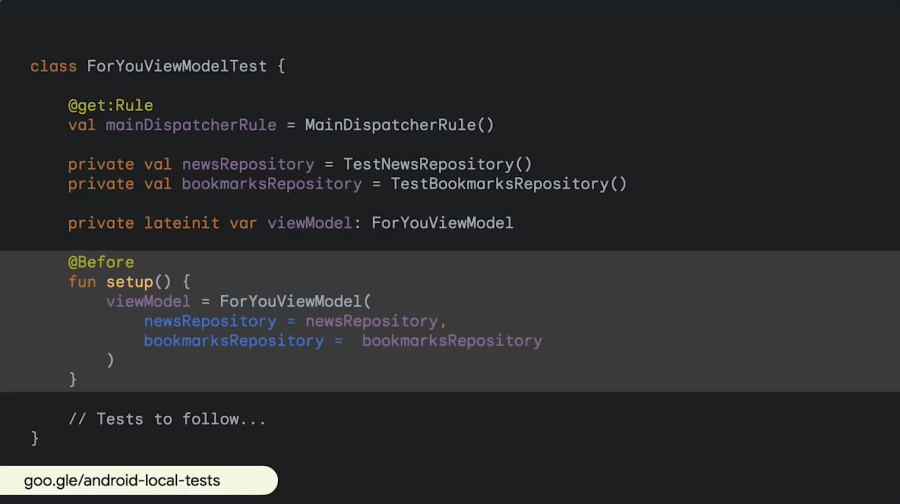 class ForYouViewModelTest {
@get:Rule
val mainDispatcherRule = MainDispatcherRule()
private val newsRepository = TestNewsRepository()
private val bookmarksRepository = TestBookmarksRepository()
private lateinit var viewModel: ForYouViewModel
@Before
fun setup() {
viewModel = ForYouViewModel(
newsRepository = newsRepository,
bookmarksRepository =  bookmarksRepository
)
}
// Tests to follow...
}
goo.gle/android-local-tests